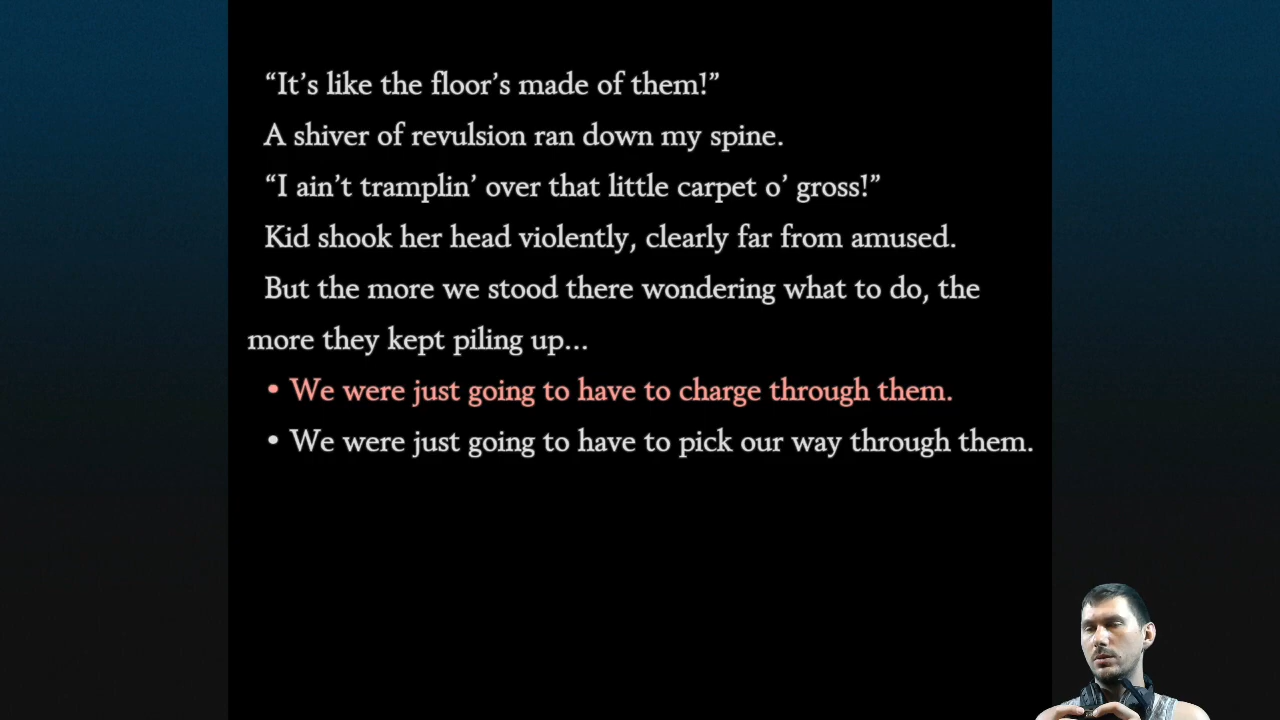 “It’s like the floor’s made of them!”
A shiver of revulsion ran down my spine.
“I ain’t tramplin’ over that little carpet o’ gross!”
Kid shook her head violently, clearly far from amused.
But the more we stood there wondering what to do, the
more they kept piling up...
• We were just going to have to charge through them.
• We were just going to have to pick our way through them.